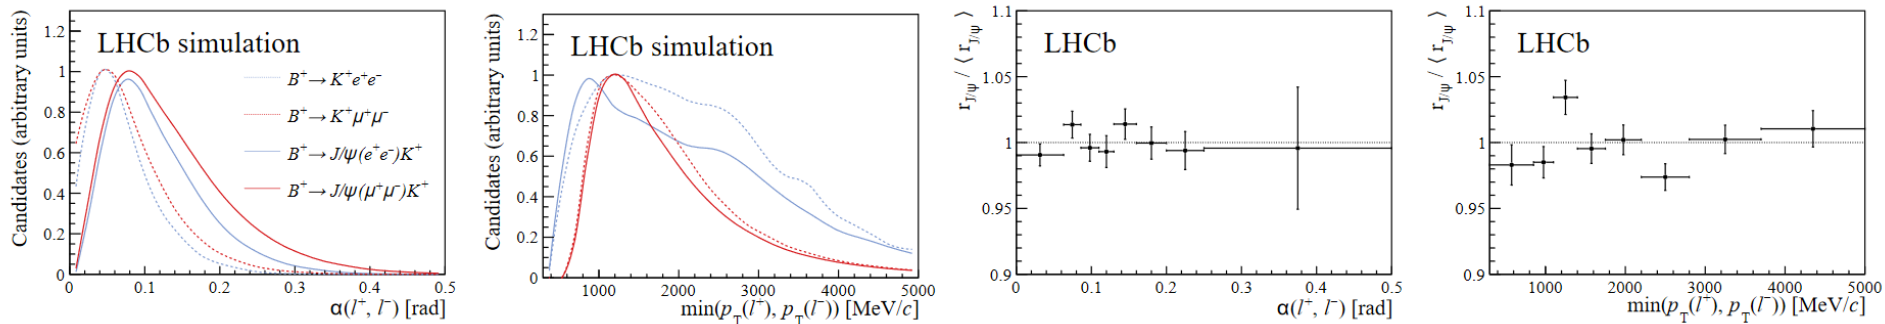 Candidates (arbitrary units)
1.2
1
0.8
0.6
0.4
0.2
0
LHCb simulation
B⁺→ K⁺e⁺e⁻
B⁺→ K⁺μ⁺μ⁻
B⁺→ J/ψ(e⁺e⁻)K⁺
B⁺→ J/ψ(μ⁺μ⁻)K⁺
0 0.1 0.2 0.3 0.4 0.5
α(l⁺, l⁻) [rad]
Candidates (arbitrary units)
1.2
1
0.8
0.6
0.4
0.2
0
LHCb simulation
1000 2000 3000 4000 5000
min(p_T(l⁺), p_T(l⁻)) [MeV/c]
r_J/ψ / ⟨ r_J/ψ ⟩
1.1
1.05
1
0.95
0.9
LHCb
0 0.1 0.2 0.3 0.4 0.5
α(l⁺, l⁻) [rad]
r_J/ψ / ⟨ r_J/ψ ⟩
1.1
1.05
1
0.95
0.9
LHCb
1000 2000 3000 4000 5000
min(p_T(l⁺), p_T(l⁻)) [MeV/c]